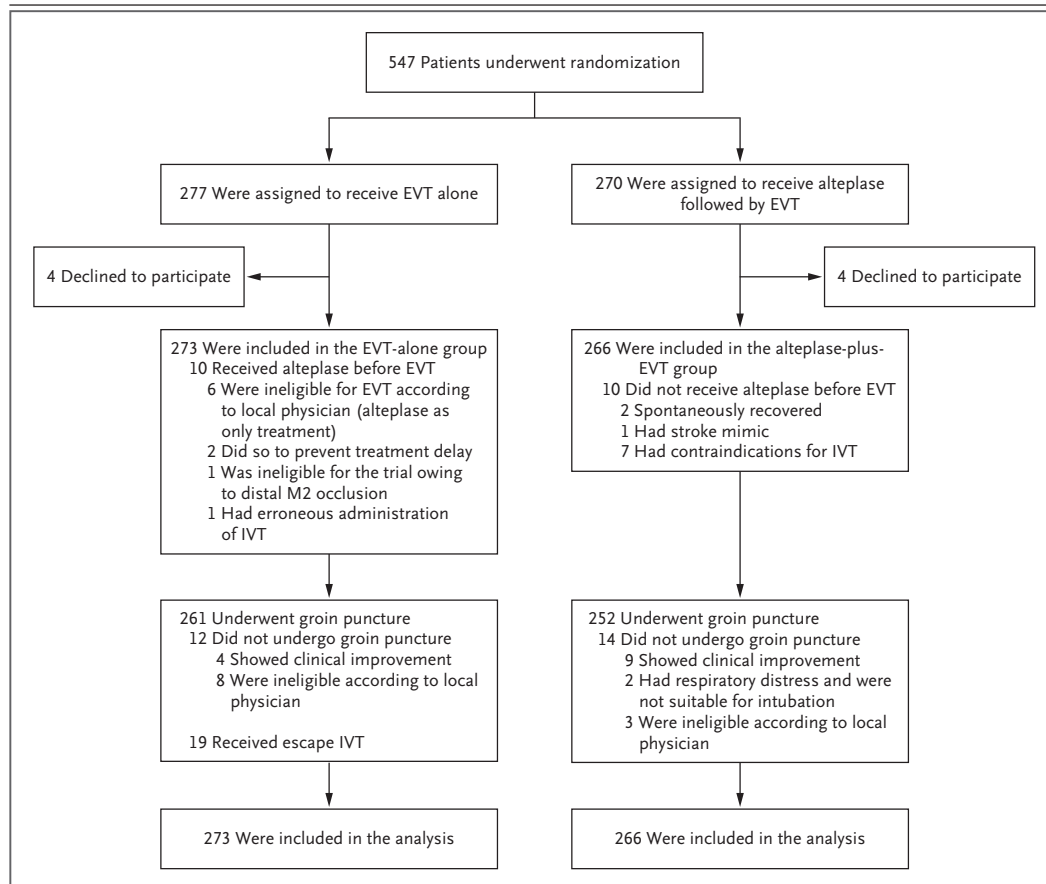 547 Patients underwent randomization
277 Were assigned to receive EVT alone
270 Were assigned to receive alteplase
followed by EVT
4 Declined to participate
4 Declined to participate
273 Were included in the EVT-alone group
10 Received alteplase before EVT
6 Were ineligible for EVT according
to local physician (alteplase as
only treatment)
2 Did so to prevent treatment delay
1 Was ineligible for the trial owing
to distal M2 occlusion
1 Had erroneous administration
of IVT
266 Were included in the alteplase-plus-
EVT group
10 Did not receive alteplase before EVT
2 Spontaneously recovered
1 Had stroke mimic
7 Had contraindications for IVT
261 Underwent groin puncture
12 Did not undergo groin puncture
4 Showed clinical improvement
8 Were ineligible according to local
physician
19 Received escape IVT
252 Underwent groin puncture
14 Did not undergo groin puncture
9 Showed clinical improvement
2 Had respiratory distress and were
not suitable for intubation
3 Were ineligible according to local
physician
273 Were included in the analysis
266 Were included in the analysis